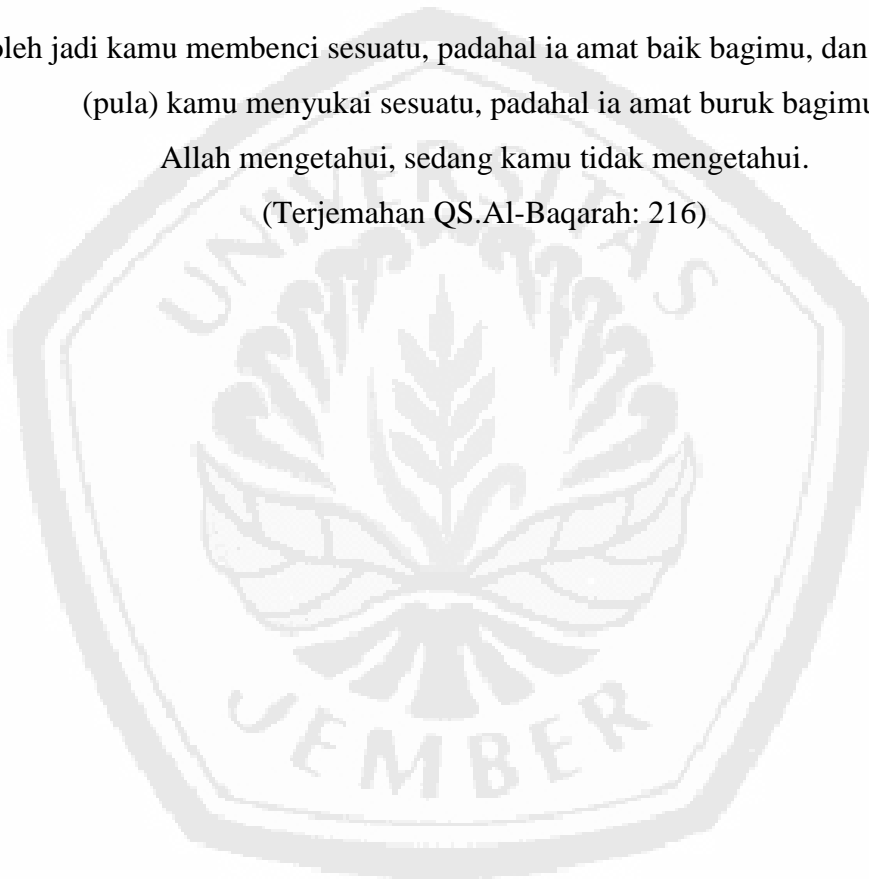 oleh jadi kamu membenci sesuatu, padahal ia amat baik bagimu, dan
(pula) kamu menyukai sesuatu, padahal ia amat buruk bagimu
Allah mengetahui, sedang kamu tidak mengetahui.
(Terjemahan QS.Al-Baqarah: 216)
UNIVERSITAS
JEMBER